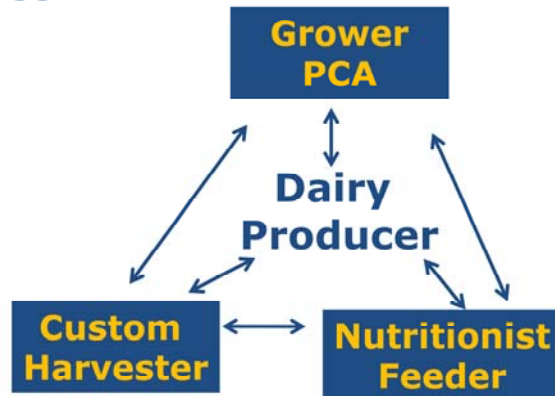 Grower
PCA
Dairy
Producer
Custom
Harvester
Nutritionist
Feeder